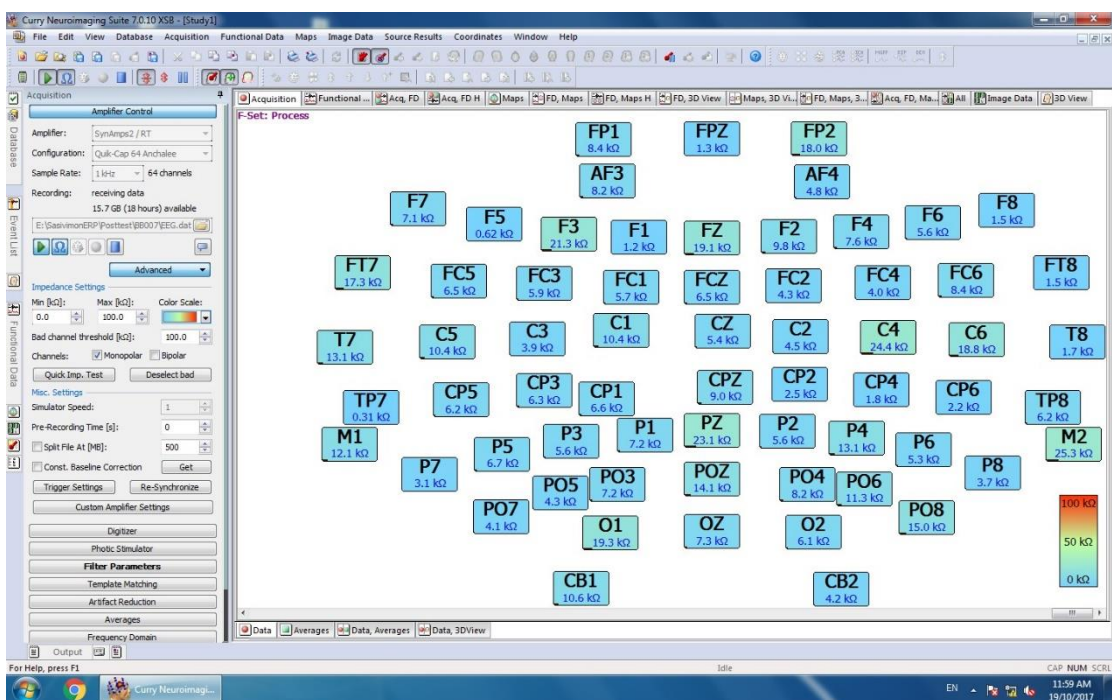 Curry Neuroimaging Suite 7.0.10 XSB - [Study1]
File Edit View Database Acquisition Functional Data Maps Image Data Source Results Coordinates Window Help
Acquisition
Amplifier Control
Amplifier: SynAmps2 / RT
Configuration: Quik-Cap 64 Anchalee
Sample Rate: 1 kHz 64 channels
Recording: receiving data
15.7 GB (18 hours) available
E:\SasivimonERP\Posttest\BB007\EEG.dat
Advanced
Impedance Settings
Min [kΩ]: Max [kΩ]: Color Scale:
0.0 100.0
Bad channel threshold [kΩ]: 100.0
Channels: Monopolar Bipolar
Quick Imp. Test Deselect bad
Misc. Settings
Simulator Speed: 1
Pre-Recording Time [s]: 0
Split File At [MB]: 500
Const. Baseline Correction Get
Trigger Settings Re-Synchronize
Custom Amplifier Settings
Digitizer
Photic Stimulator
Filter Parameters
Template Matching
Artifact Reduction
Averages
Frequency Domain
Output
Database
Event List
Functional Data
Acquisition Functional ... Acq, FD Acq, FD H Maps FD, Maps FD, Maps H FD, 3D View Maps, 3D Vi... FD, Maps, 3... Acq, FD, Ma... All Image Data 3D View
F-Set: Process
FP1 FPZ FP2
8.4 kΩ 1.3 kΩ 18.0 kΩ
AF3 AF4
8.2 kΩ 4.8 kΩ
F7 F5 F3 F1 FZ F2 F4 F6 F8
7.1 kΩ 0.62 kΩ 21.3 kΩ 1.2 kΩ 19.1 kΩ 9.8 kΩ 7.6 kΩ 5.6 kΩ 1.5 kΩ
FT7 FC5 FC3 FC1 FCZ FC2 FC4 FC6 FT8
17.3 kΩ 6.5 kΩ 5.9 kΩ 5.7 kΩ 6.5 kΩ 4.3 kΩ 4.0 kΩ 8.4 kΩ 1.5 kΩ
T7 C5 C3 C1 CZ C2 C4 C6 T8
13.1 kΩ 10.4 kΩ 3.9 kΩ 10.4 kΩ 5.4 kΩ 4.5 kΩ 24.4 kΩ 18.8 kΩ 1.7 kΩ
TP7 CP5 CP3 CP1 CPZ CP2 CP4 CP6 TP8
0.31 kΩ 6.2 kΩ 6.3 kΩ 6.6 kΩ 9.0 kΩ 2.5 kΩ 1.8 kΩ 2.2 kΩ 6.2 kΩ
M1 P7 P5 P3 P1 PZ P2 P4 P6 P8 M2
12.1 kΩ 3.1 kΩ 6.7 kΩ 5.6 kΩ 7.2 kΩ 23.1 kΩ 5.6 kΩ 13.1 kΩ 5.3 kΩ 3.7 kΩ 25.3 kΩ
PO7 PO5 PO3 POZ PO4 PO6 PO8
4.1 kΩ 4.3 kΩ 7.2 kΩ 14.1 kΩ 8.2 kΩ 11.3 kΩ 15.0 kΩ
O1 OZ O2
19.3 kΩ 7.3 kΩ 6.1 kΩ
CB1 CB2
10.6 kΩ 4.2 kΩ
100 kΩ
50 kΩ
0 kΩ
Data Averages Data, Averages Data, 3DView
For Help, press F1 Idle CAP NUM SCRL
Curry Neuroimagi... EN 11:59 AM
19/10/2017